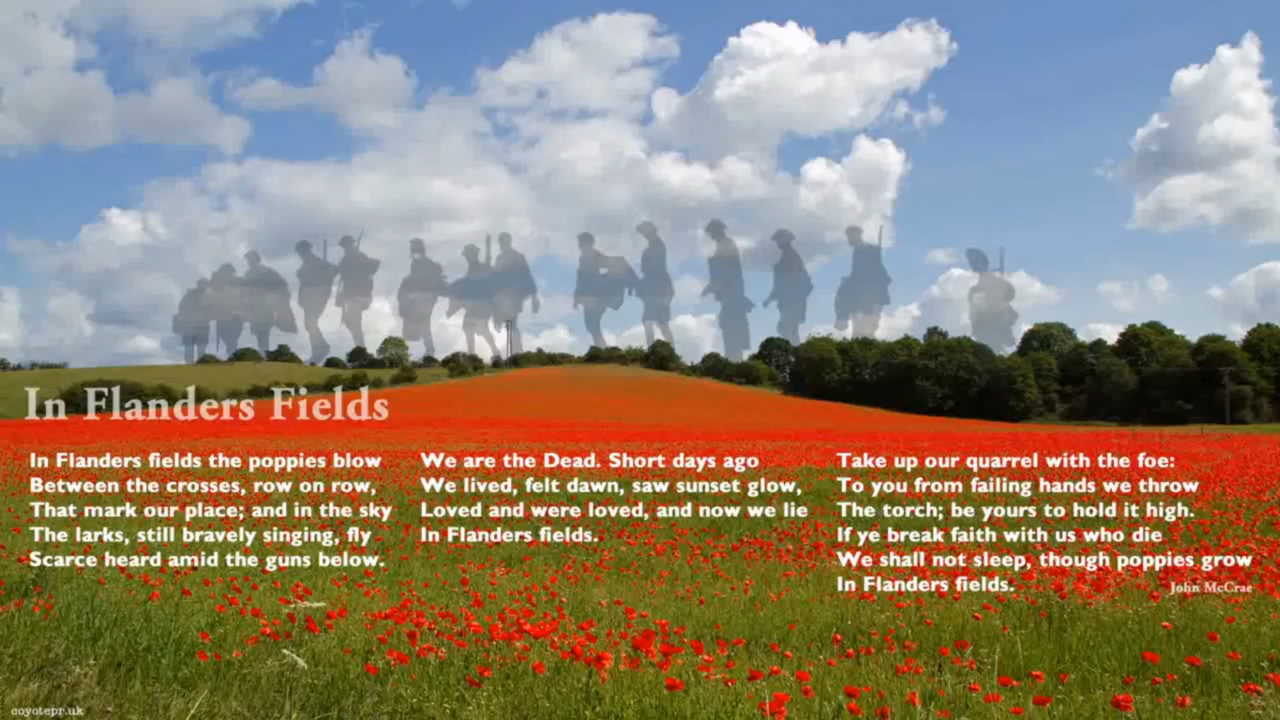 In Flanders Fields
In Flanders fields the poppies blow
Between the crosses, row on row,
That mark our place; and in the sky
The larks, still bravely singing, fly
Scarce heard amid the guns below.
We are the Dead. Short days ago
We lived, felt dawn, saw sunset glow,
Loved and were loved, and now we lie
In Flanders fields.
Take up our quarrel with the foe:
To you from failing hands we throw
The torch; be yours to hold it high.
If ye break faith with us who die
We shall not sleep, though poppies grow
In Flanders fields.
John McCrae
coyotepr.uk